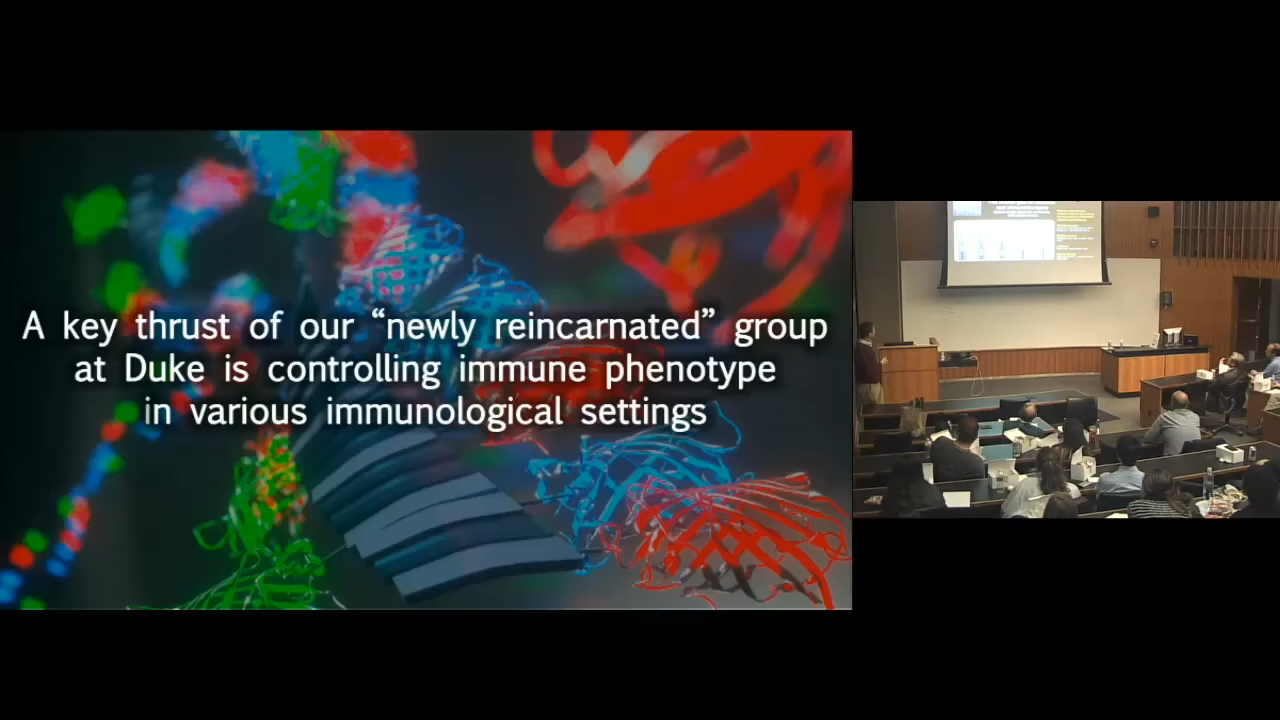 A key thrust of our “newly reincarnated” group
at Duke is controlling immune phenotype
in various immunological settings